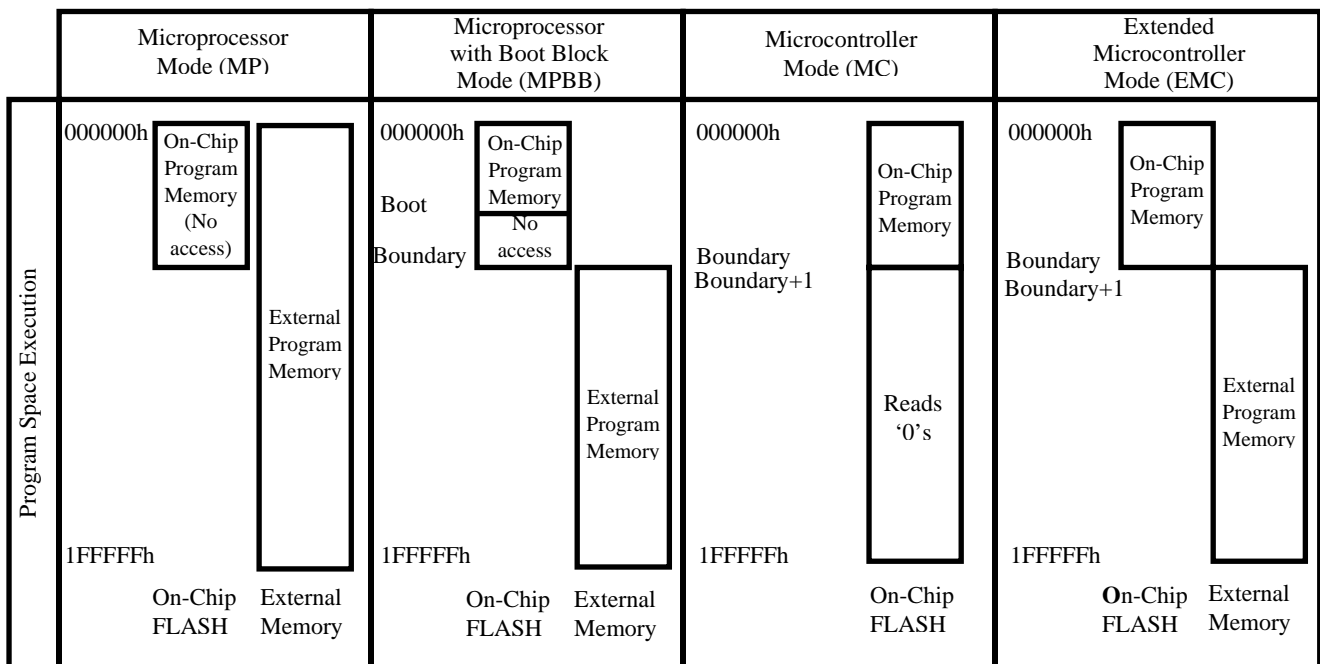 Microprocessor
Mode (MP)
Microprocessor
with Boot Block
Mode (MPBB)
Microcontroller
Mode (MC)
Extended
Microcontroller
Mode (EMC)
Program Space Execution
000000h
On-Chip
Program
Memory
(No
access)
External
Program
Memory
1FFFFFh
On-Chip
FLASH
External
Memory
000000h
On-Chip
Program
Memory
Boot
No
access
Boundary
External
Program
Memory
1FFFFFh
On-Chip
FLASH
External
Memory
000000h
On-Chip
Program
Memory
Boundary
Boundary+1
Reads
‘0’s
1FFFFFh
On-Chip
FLASH
000000h
On-Chip
Program
Memory
Boundary
Boundary+1
External
Program
Memory
1FFFFFh
On-Chip
FLASH
External
Memory